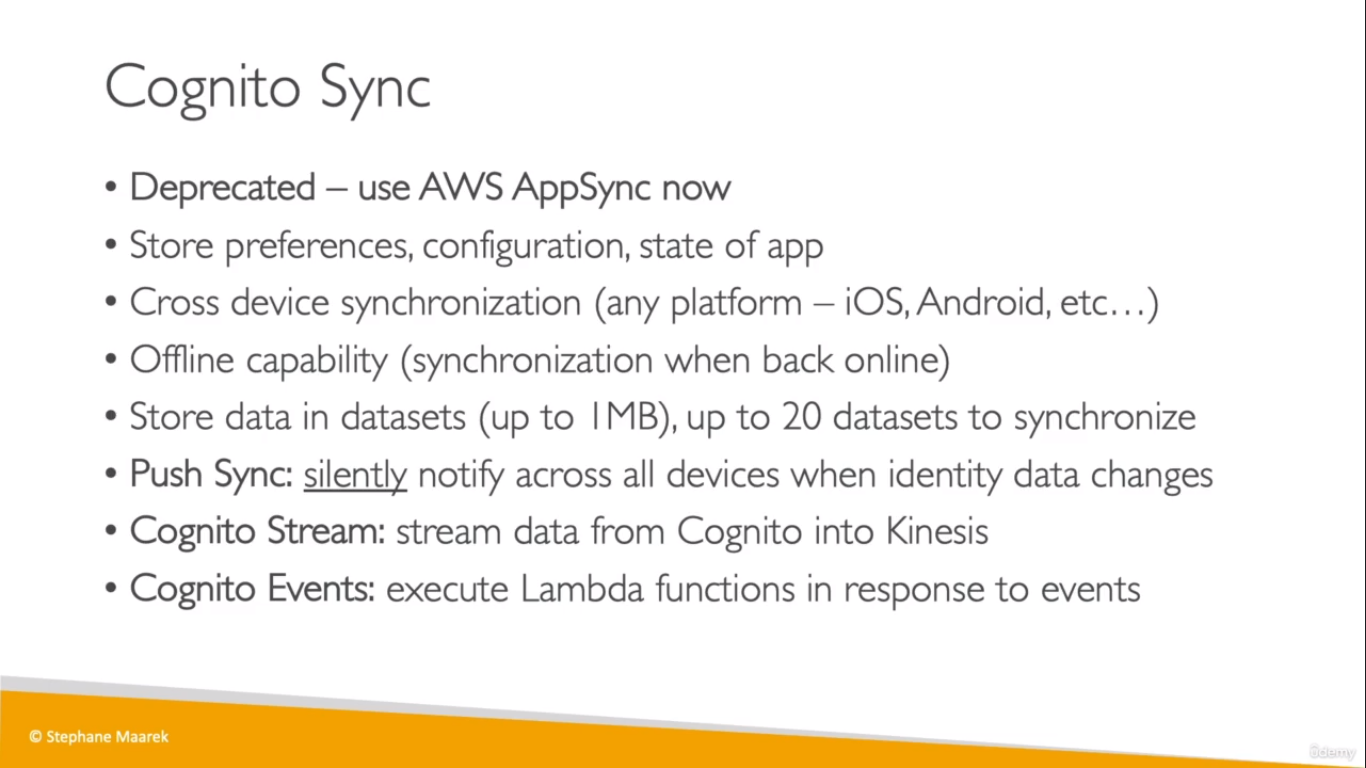 Cognito Sync
• Deprecated – use AWS AppSync now
• Store preferences, configuration, state of app
• Cross device synchronization (any platform – iOS, Android, etc…)
• Offline capability (synchronization when back online)
• Store data in datasets (up to 1MB), up to 20 datasets to synchronize
• Push Sync: silently notify across all devices when identity data changes
• Cognito Stream: stream data from Cognito into Kinesis
• Cognito Events: execute Lambda functions in response to events
© Stephane Maarek
ûdemy